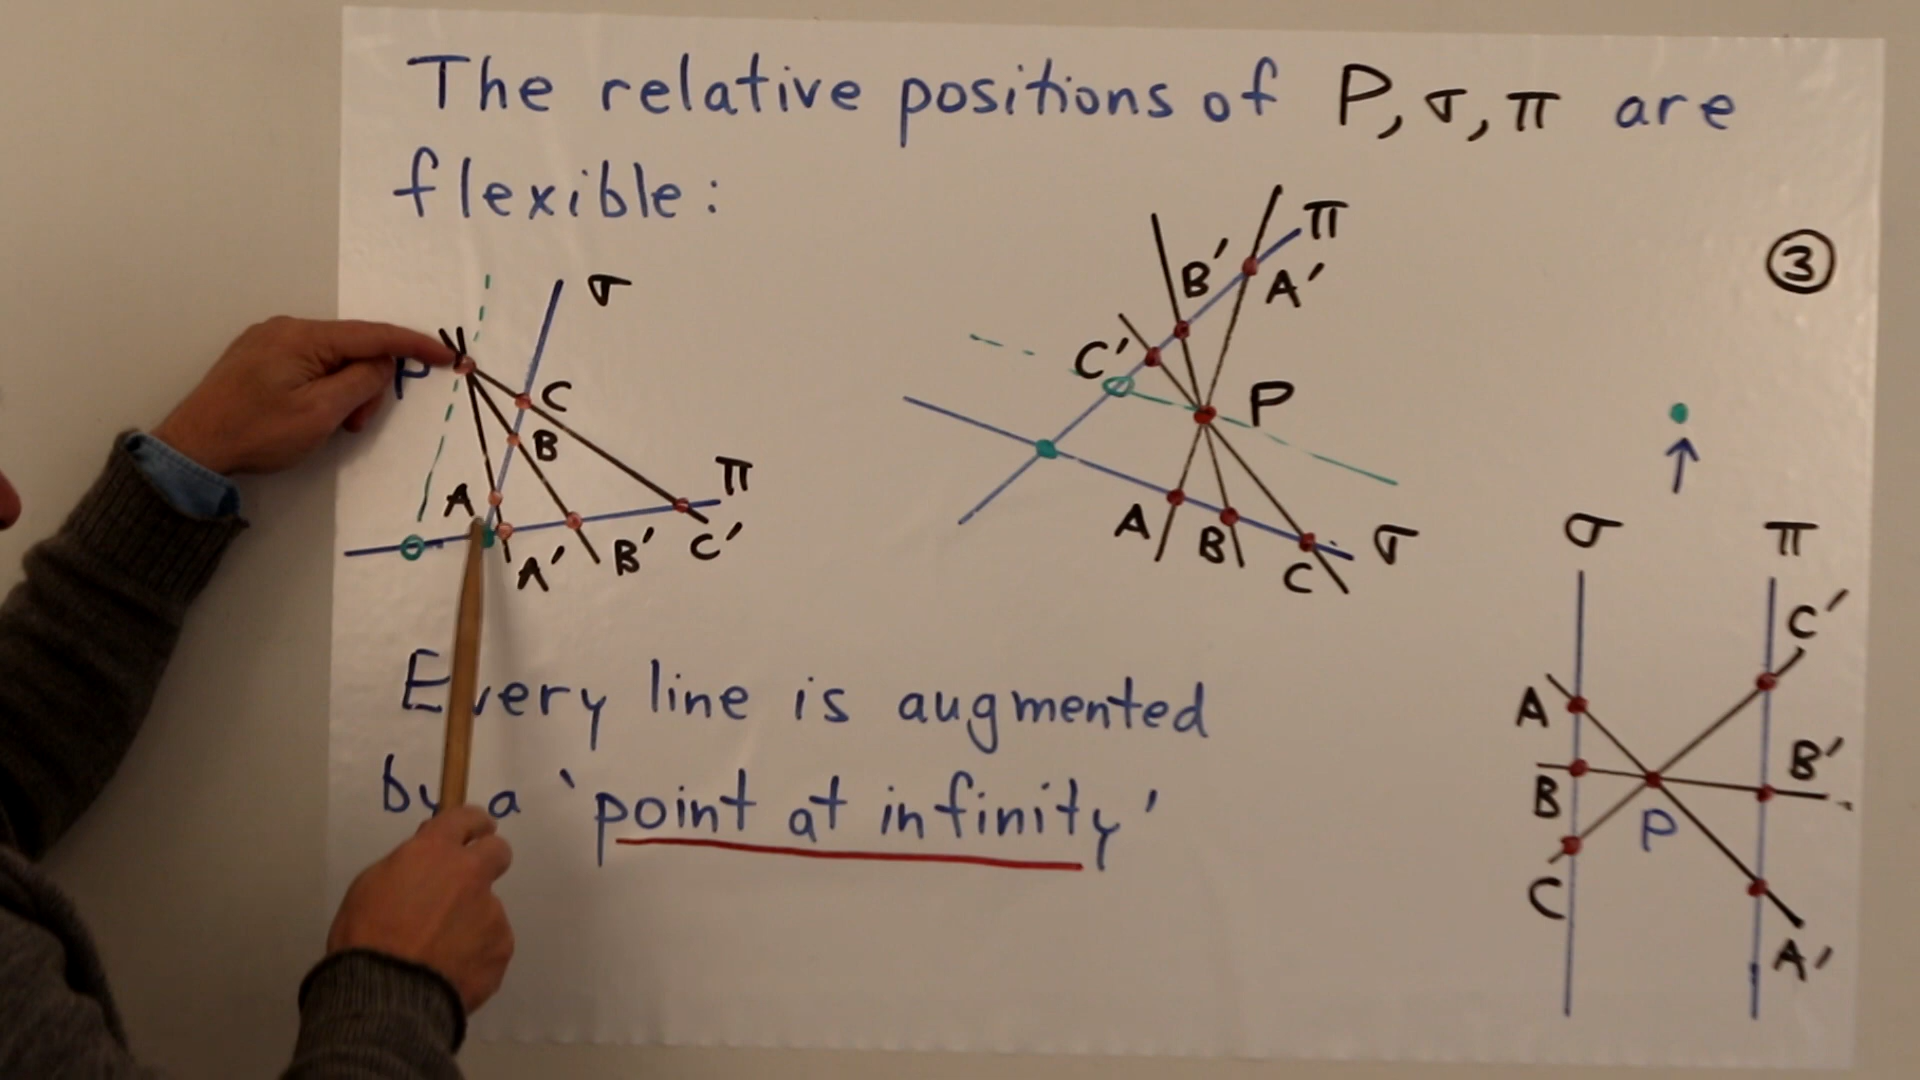 The relative positions of P, σ, π are
flexible:
③
σ
P
C
B
A
π
A' B' C'
π
B' A'
C'
P
A B C σ
σ π
C'
A
B'
B P
C
A'
Every line is augmented
by a 'point at infinity'